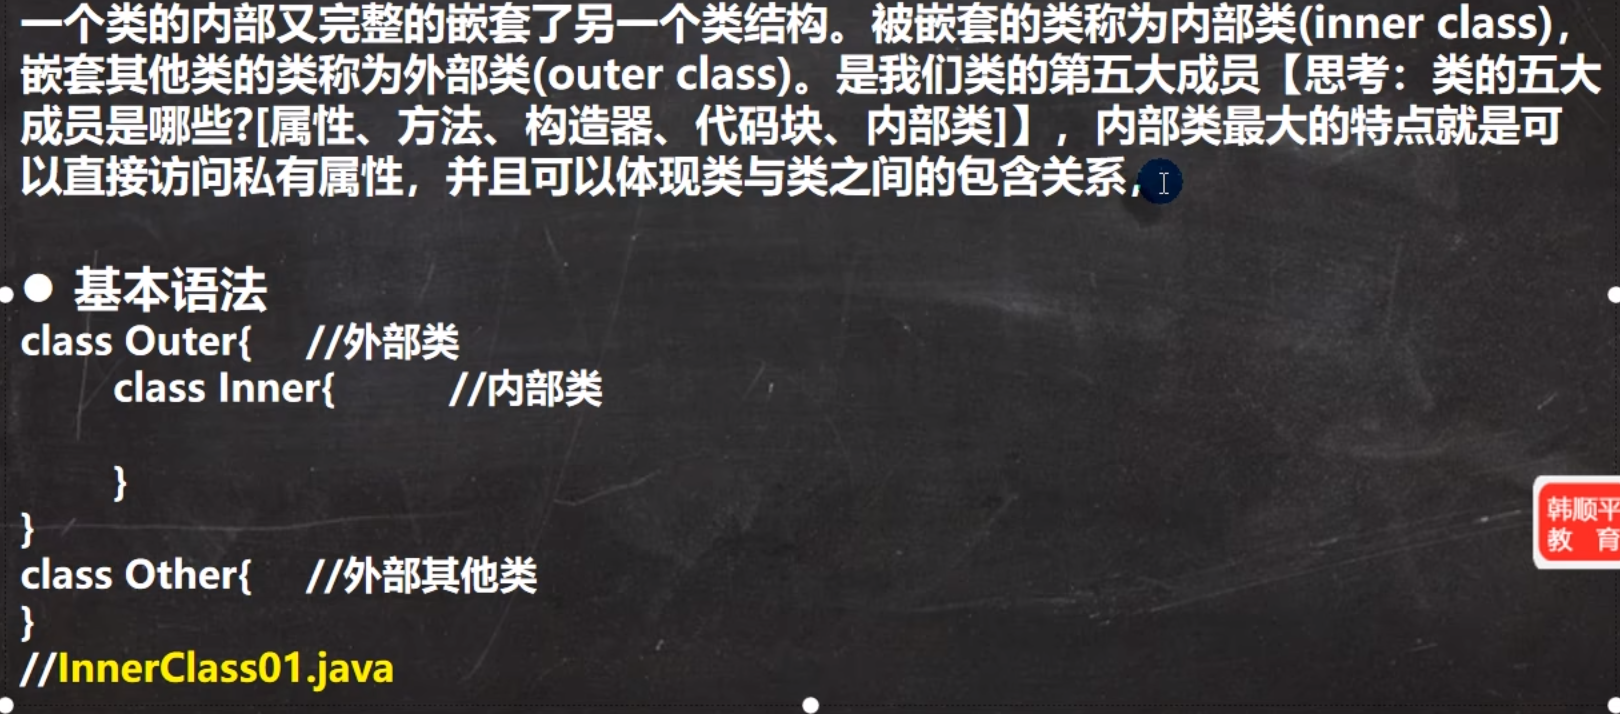 一个类的内部又完整的嵌套了另一个类结构。被嵌套的类称为内部类(inner class)，
嵌套其他类的类称为外部类(outer class)。是我们类的第五大成员【思考：类的五大
成员是哪些?[属性、方法、构造器、代码块、内部类]】，内部类最大的特点就是可
以直接访问私有属性，并且可以体现类与类之间的包含关系,
● 基本语法
class Outer{ //外部类
class Inner{ //内部类
}
}
class Other{ //外部其他类
}
//InnerClass01.java
韩顺平
教 育